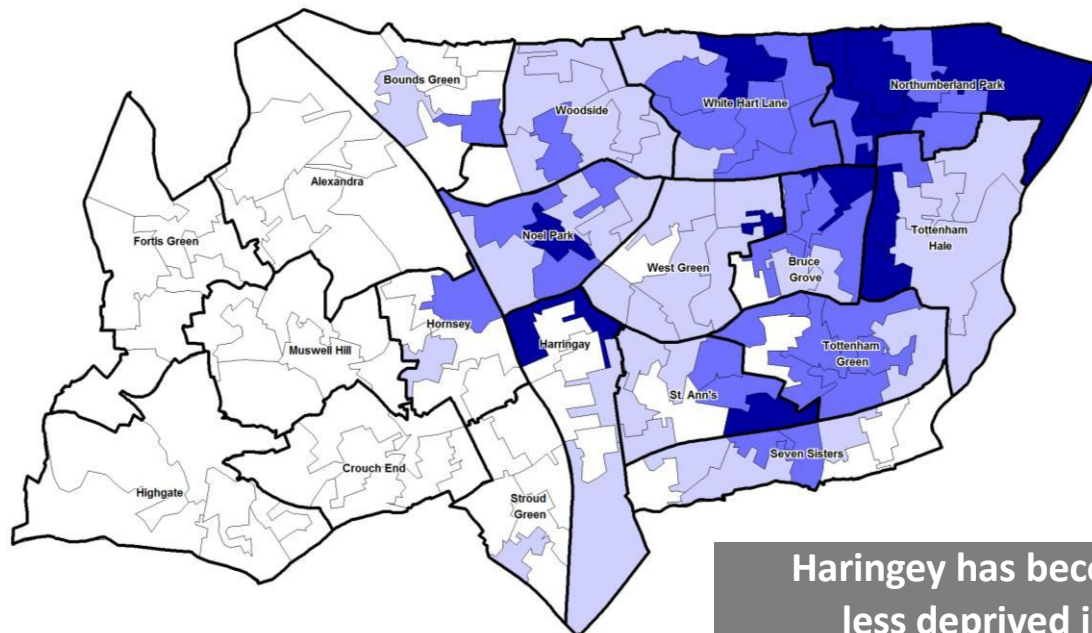 Bounds Green
Woodside
White Hart Lane
Northumberland Park
Alexandra
Fortis Green
Noel Park
West Green
Bruce
Grove
Tottenham
Hale
Hornsey
Muswell Hill
Harringay
Tottenham
Green
St. Ann's
Seven Sisters
Crouch End
Highgate
Stroud
Green
Haringey has beco
less deprived i